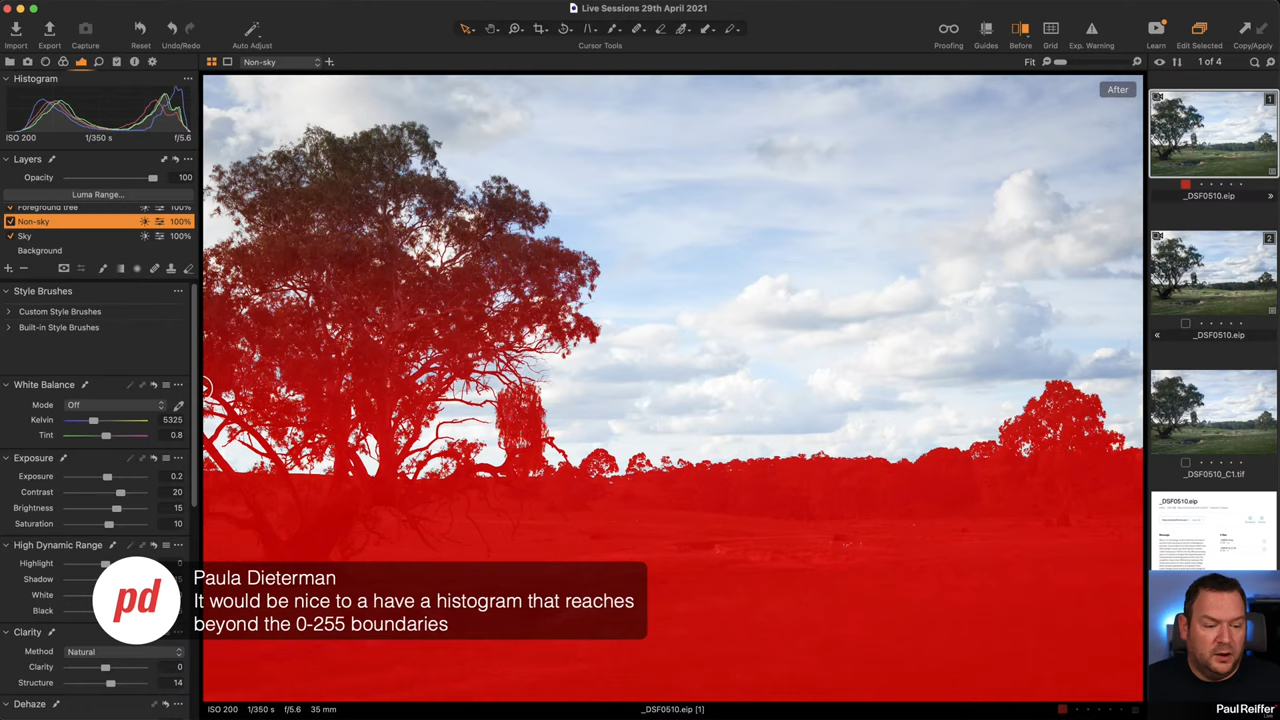 Live Sessions 29th April 2021
Import
Export
Capture
Reset
Undo/Redo
Auto Adjust
Cursor Tools
Proofing
Guides
Before
Grid
Exp. Warning
Learn
Edit Selected
Copy/Apply
Non-sky
Fit
1 of 4
Histogram
ISO 200 1/350 s f/5.6
Layers
Opacity 100
Luma Range...
Foreground tree 100%
Non-sky 100%
Sky 100%
Background
Style Brushes
Custom Style Brushes
Built-in Style Brushes
White Balance
Mode Off
Kelvin 5325
Tint 0.8
Exposure
Exposure 0.2
Contrast 20
Brightness 15
Saturation 10
High Dynamic Range
Highlight 0
Shadow
White
Black
Clarity
Method Natural
Clarity 0
Structure 14
Dehaze
After
pd
Paula Dieterman
It would be nice to a have a histogram that reaches
beyond the 0-255 boundaries
ISO 200 1/350 s f/5.6 35 mm
_DSF0510.eip [1]
1
_DSF0510.eip
2
_DSF0510.eip
_DSF0510_C1.tif
_DSF0510.eip
Paul Reiffer
Live